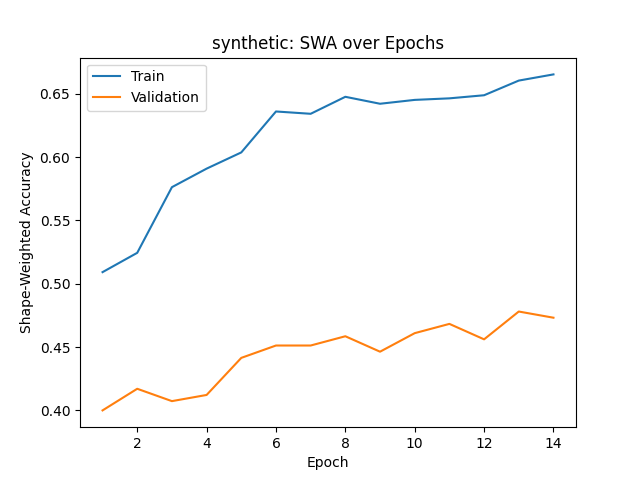 synthetic: SWA over Epochs
Train
Validation
Shape-Weighted Accuracy
0.65
0.60
0.55
0.50
0.45
0.40
2 4 6 8 10 12 14
Epoch